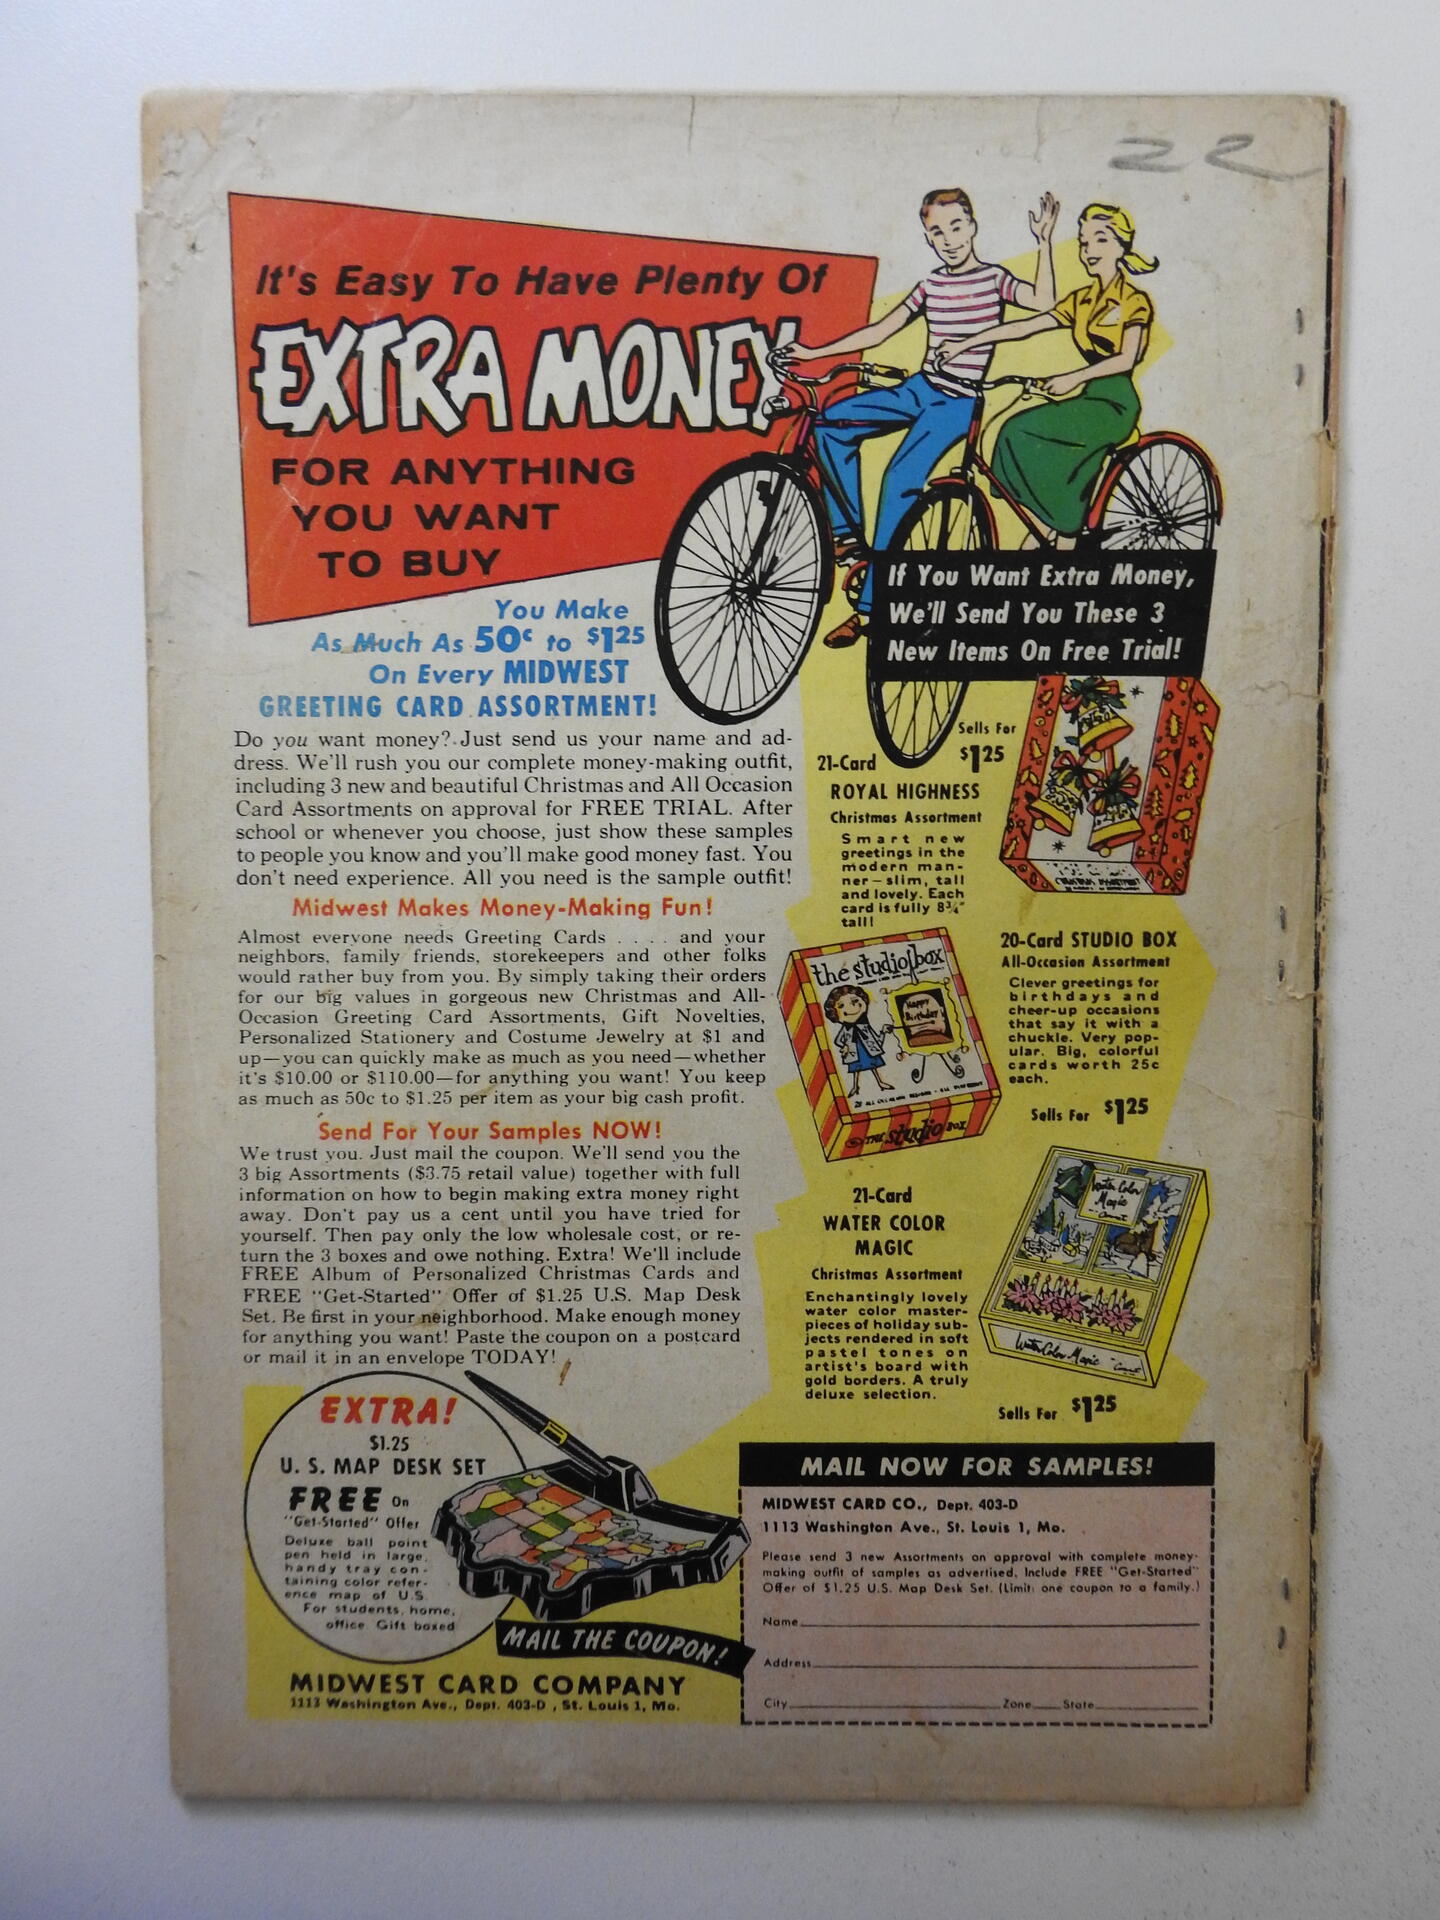 22
It's Easy To Have Plenty Of
EXTRA MONEY
FOR ANYTHING
YOU WANT
TO BUY
You Make
As Much As 50c to $1.25
On Every MIDWEST
GREETING CARD ASSORTMENT!
Do you want money? Just send us your name and ad-
dress. We'll rush you our complete money-making outfit,
including 3 new and beautiful Christmas and All Occasion
Card Assortments on approval for FREE TRIAL. After
school or whenever you choose, just show these samples
to people you know and you'll make good money fast. You
don't need experience. All you need is the sample outfit!
Midwest Makes Money-Making Fun!
Almost everyone needs Greeting Cards . . . . and your
neighbors, family friends, storekeepers and other folks
would rather buy from you. By simply taking their orders
for our big values in gorgeous new Christmas and All-
Occasion Greeting Card Assortments, Gift Novelties,
Personalized Stationery and Costume Jewelry at $1 and
up—you can quickly make as much as you need—whether
it's $10.00 or $110.00—for anything you want! You keep
as much as 50c to $1.25 per item as your big cash profit.
Send For Your Samples NOW!
We trust you. Just mail the coupon. We'll send you the
3 big Assortments ($3.75 retail value) together with full
information on how to begin making extra money right
away. Don't pay us a cent until you have tried for
yourself. Then pay only the low wholesale cost, or re-
turn the 3 boxes and owe nothing. Extra! We'll include
FREE Album of Personalized Christmas Cards and
FREE "Get-Started" Offer of $1.25 U.S. Map Desk
Set. Be first in your neighborhood. Make enough money
for anything you want! Paste the coupon on a postcard
or mail it in an envelope TODAY!
If You Want Extra Money,
We'll Send You These 3
New Items On Free Trial!
Sells For
$1.25
21-Card
ROYAL HIGHNESS
Christmas Assortment
Smart new
greetings in the
modern man-
ner—slim, tall
and lovely. Each
card is fully 8¾"
tall!
the studio box
Happy
Birthday
THE studio BOX
20-Card STUDIO BOX
All-Occasion Assortment
Clever greetings for
birthdays and
cheer-up occasions
that say it with a
chuckle. Very pop-
ular. Big, colorful
cards worth 25c
each.
Sells For $1.25
21-Card
WATER COLOR
MAGIC
Christmas Assortment
Enchantingly lovely
water color master-
pieces of holiday sub-
jects rendered in soft
pastel tones on
artist's board with
gold borders. A truly
deluxe selection.
Water Color
Magic
Water Color Magic
Sells For $1.25
EXTRA!
$1.25
U. S. MAP DESK SET
FREE On
"Get-Started" Offer
Deluxe ball point
pen held in large,
handy tray con-
taining color refer-
ence map of U.S.
For students, home,
office Gift boxed
MAIL THE COUPON!
MIDWEST CARD COMPANY
1113 Washington Ave., Dept. 403-D , St. Louis 1, Mo.
MAIL NOW FOR SAMPLES!
MIDWEST CARD CO., Dept. 403-D
1113 Washington Ave., St. Louis 1, Mo.
Please send 3 new Assortments on approval with complete money-
making outfit of samples as advertised. Include FREE "Get-Started"
Offer of $1.25 U.S. Map Desk Set. (Limit: one coupon to a family.)
Name
Address
City Zone State